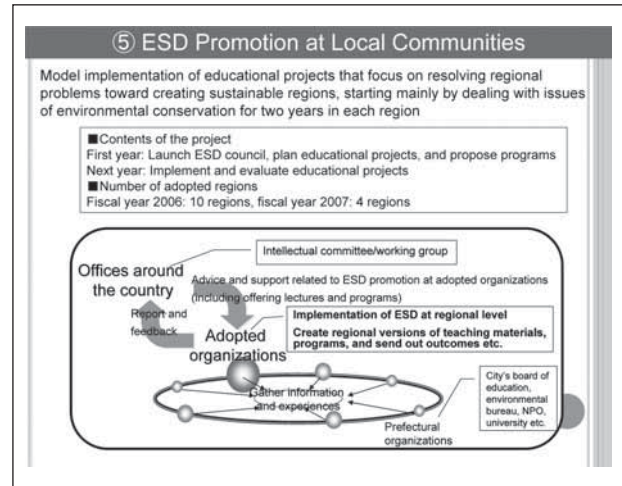 ⑤ ESD Promotion at Local Communities
Model implementation of educational projects that focus on resolving regional
problems toward creating sustainable regions, starting mainly by dealing with issues
of environmental conservation for two years in each region
■Contents of the project
First year: Launch ESD council, plan educational projects, and propose programs
Next year: Implement and evaluate educational projects
■Number of adopted regions
Fiscal year 2006: 10 regions, fiscal year 2007: 4 regions
Intellectual committee/working group
Offices around
the country
Advice and support related to ESD promotion at adopted organizations
(Including offering lectures and programs)
Report and
feedback
Adopted
organizations
Implementation of ESD at regional level
Create regional versions of teaching materials,
programs, and send out outcomes etc.
Gather information
and experiences
Prefectural
organizations
City's board of
education,
environmental
bureau, NPO,
university etc.